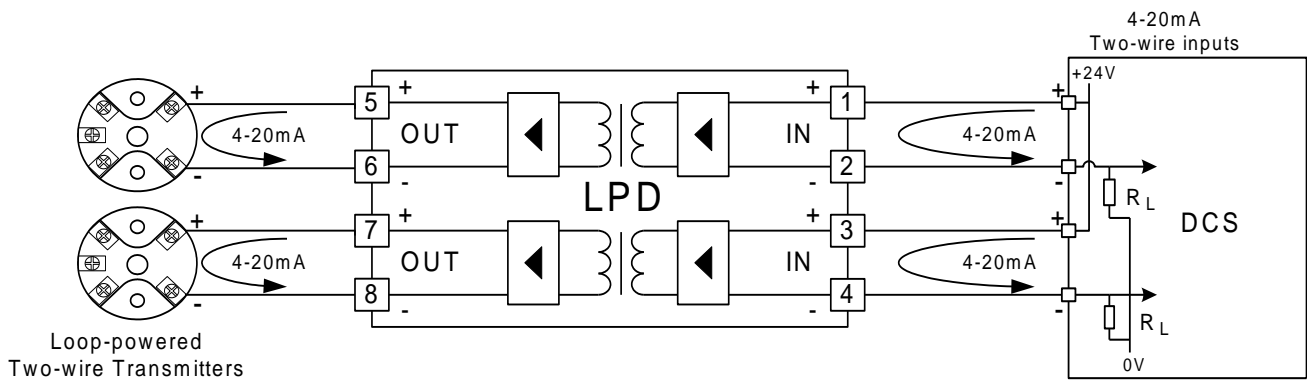 4-20mA
Two-wire inputs
+24V
+ 5 + + 1 +
4-20mA OUT IN 4-20mA
- 6 - - 2 -
R L
LPD
DCS
+ 7 + + 3 +
4-20mA OUT IN 4-20mA
- 8 - - 4 -
R L
0V
Loop-powered
Two-wire Transmitters